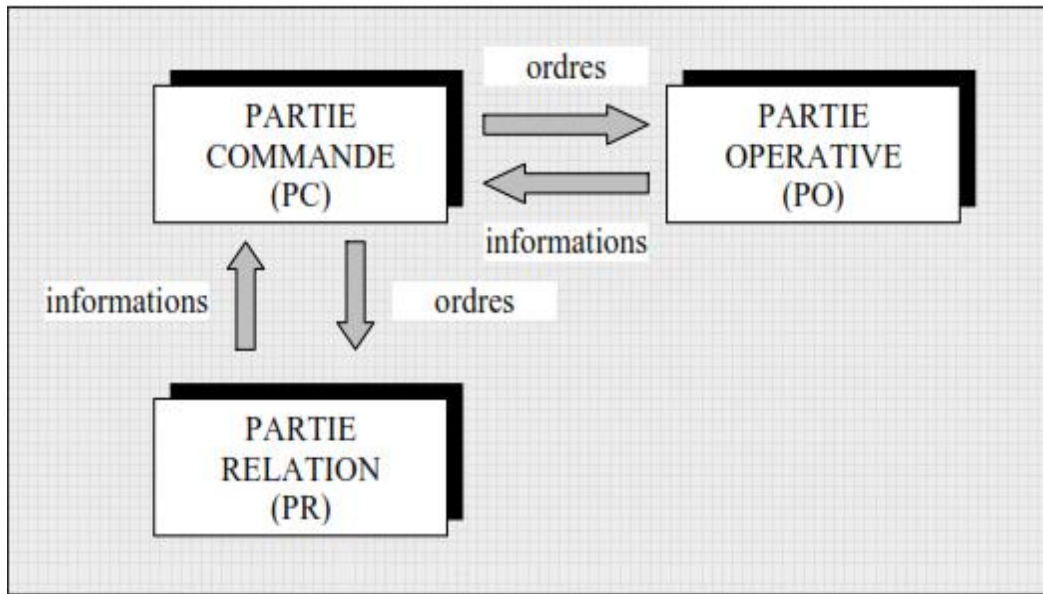 ordres
PARTIE
COMMANDE
(PC)
PARTIE
OPERATIVE
(PO)
informations
informations
ordres
PARTIE
RELATION
(PR)